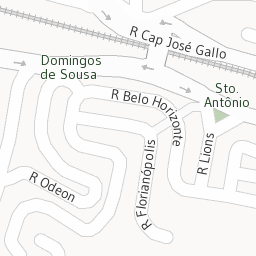 R Cap José Gallo
Domingos
de Sousa
Sto.
Antônio
R Belo Horizonte
R Lions
R Florianópolis
R Odeon